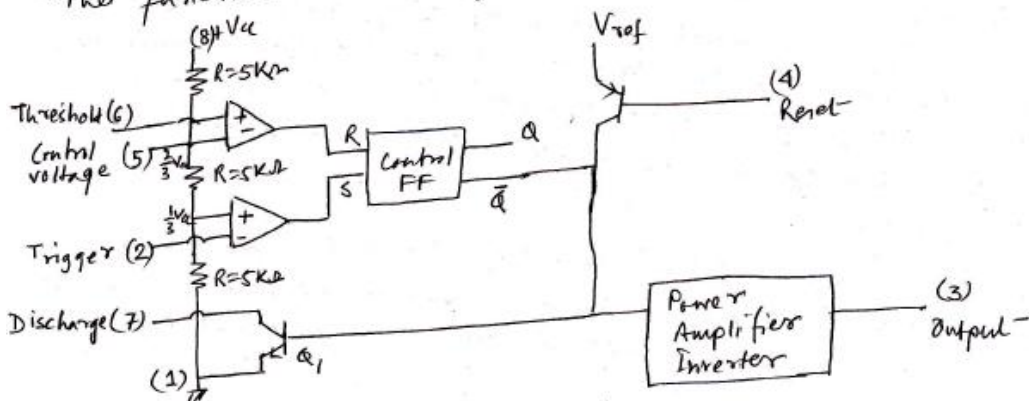 (8)+Vcc
Vref
R=5KΩ
(4)
Reset
Threshold (6)
+
-
R
Q
Control
voltage
(5)
2/3 Vcc
R=5KΩ
Control
FF
S
Q̄
1/3 Vcc
+
-
Trigger (2)
R=5KΩ
Discharge (7)
Q1
Power
Amplifier
Inverter
(3)
Output
(1)